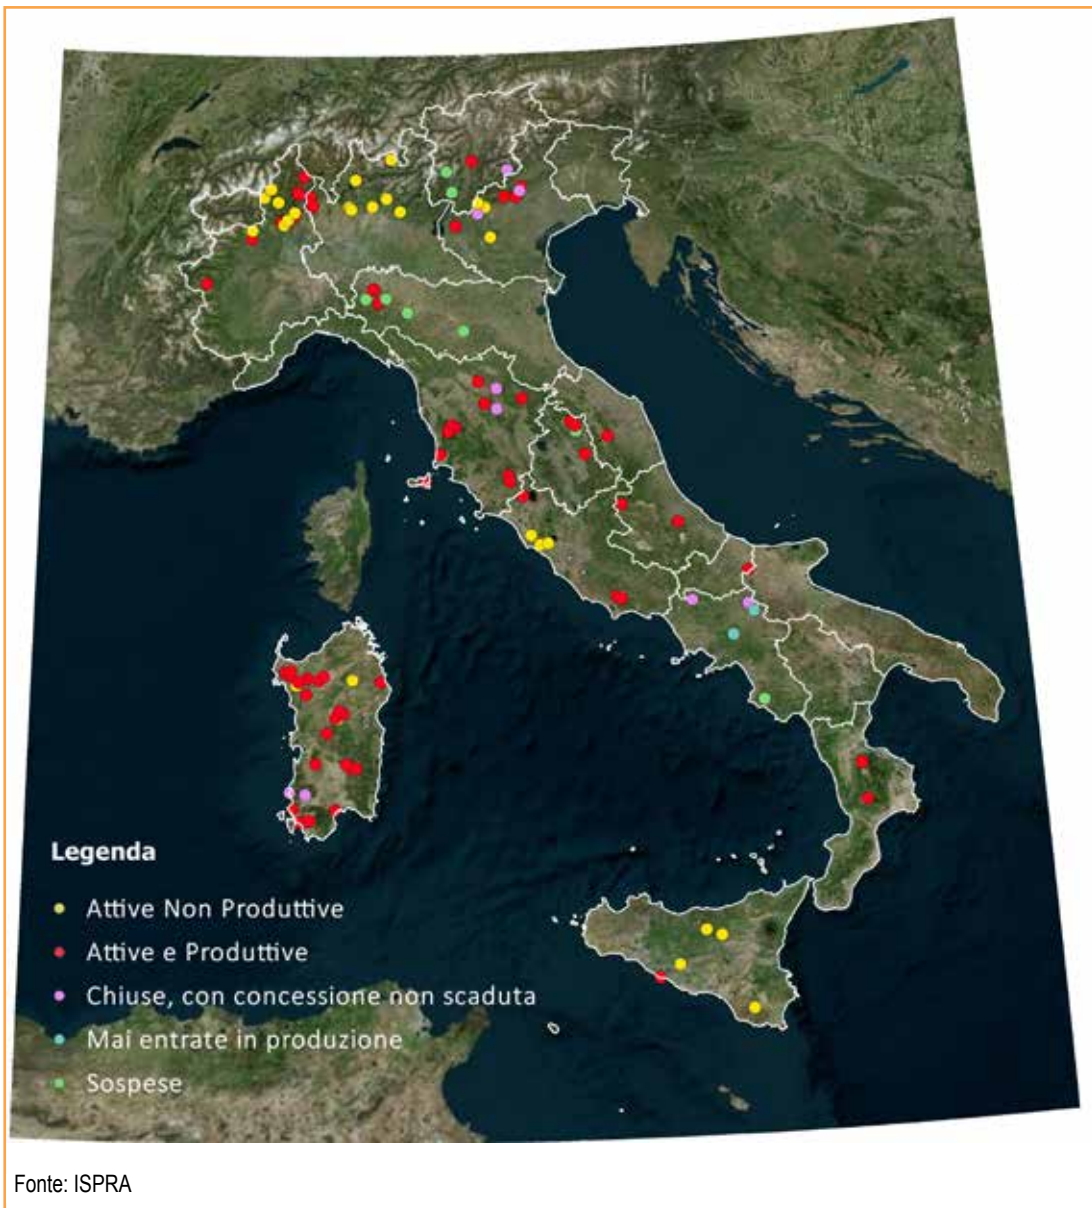 Legenda
Attive Non Produttive
Attive e Produttive
Chiuse, con concessione non scaduta
Mai entrate in produzione
Sospese
Fonte: ISPRA